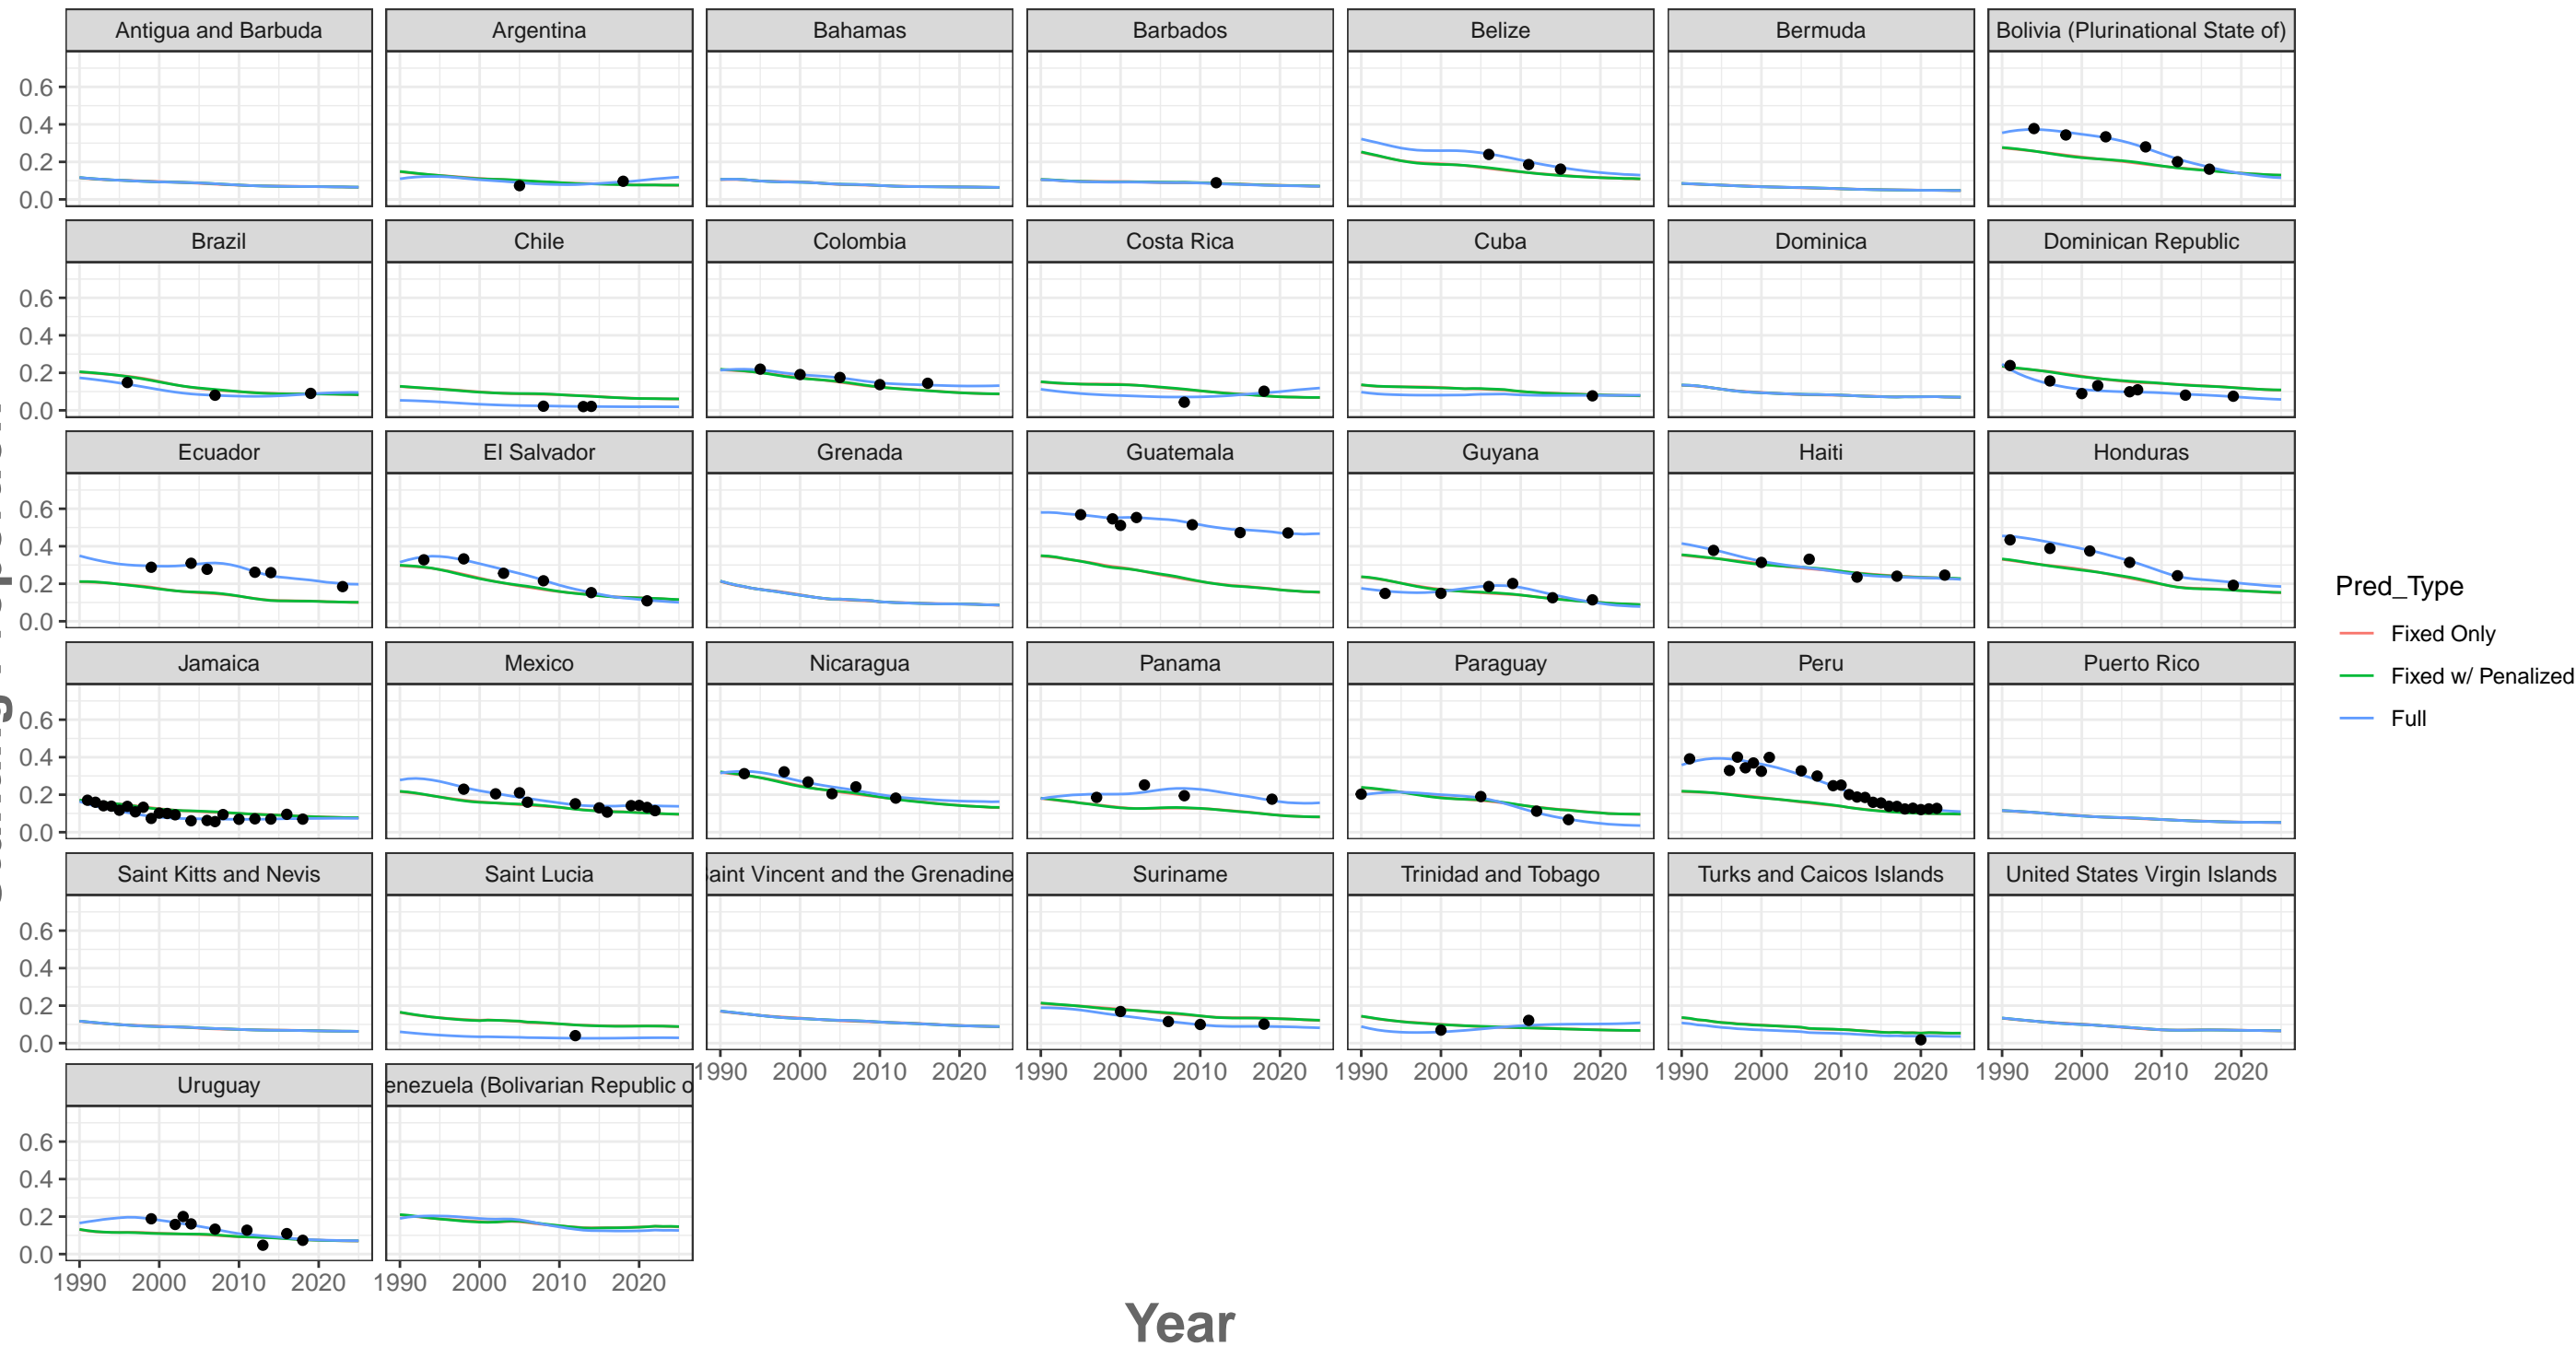 Antigua and Barbuda Argentina Bahamas Barbados Belize Bermuda Bolivia (Plurinational State of)
0.6
0.4
0.2
0.0
Brazil Chile Colombia Costa Rica Cuba Dominica Dominican Republic
0.6
0.4
0.2
0.0
Ecuador El Salvador Grenada Guatemala Guyana Haiti Honduras
0.6
0.4
0.2
0.0
Jamaica Mexico Nicaragua Panama Paraguay Peru Puerto Rico
0.6
0.4
0.2
0.0
Saint Kitts and Nevis Saint Lucia aint Vincent and the Grenadine Suriname Trinidad and Tobago Turks and Caicos Islands United States Virgin Islands
0.6
0.4
0.2
0.0
1990 2000 2010 2020 1990 2000 2010 2020 1990 2000 2010 2020 1990 2000 2010 2020 1990 2000 2010 2020
Uruguay enezuela (Bolivarian Republic o
0.6
0.4
0.2
0.0
1990 2000 2010 2020 1990 2000 2010 2020
Year
Pred_Type
Fixed Only
Fixed w/ Penalized
Full